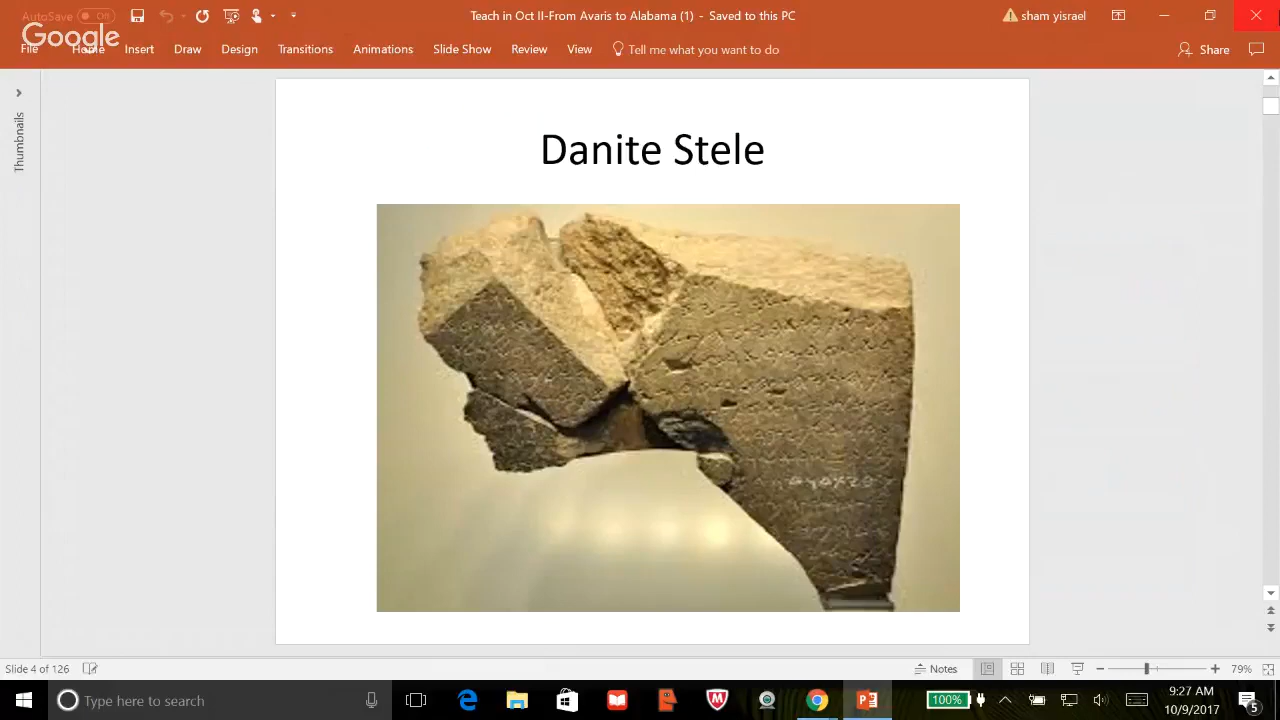 AutoSave Off
Teach in Oct II-From Avaris to Alabama (1) - Saved to this PC
sham yisrael
Google
File Home Insert Draw Design Transitions Animations Slide Show Review View Tell me what you want to do
Share
Thumbnails
Danite Stele
Slide 4 of 126
Notes
79%
Type here to search
100%
9:27 AM
10/9/2017
5